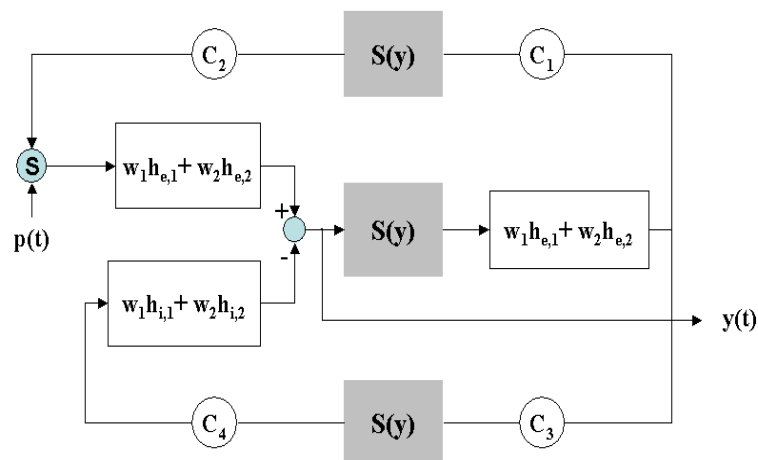 C₂
S(y)
C₁
S
w₁hₑ,₁+ w₂hₑ,₂
p(t)
+
-
S(y)
w₁hₑ,₁+ w₂hₑ,₂
w₁hᵢ,₁+ w₂hᵢ,₂
y(t)
C₄
S(y)
C₃